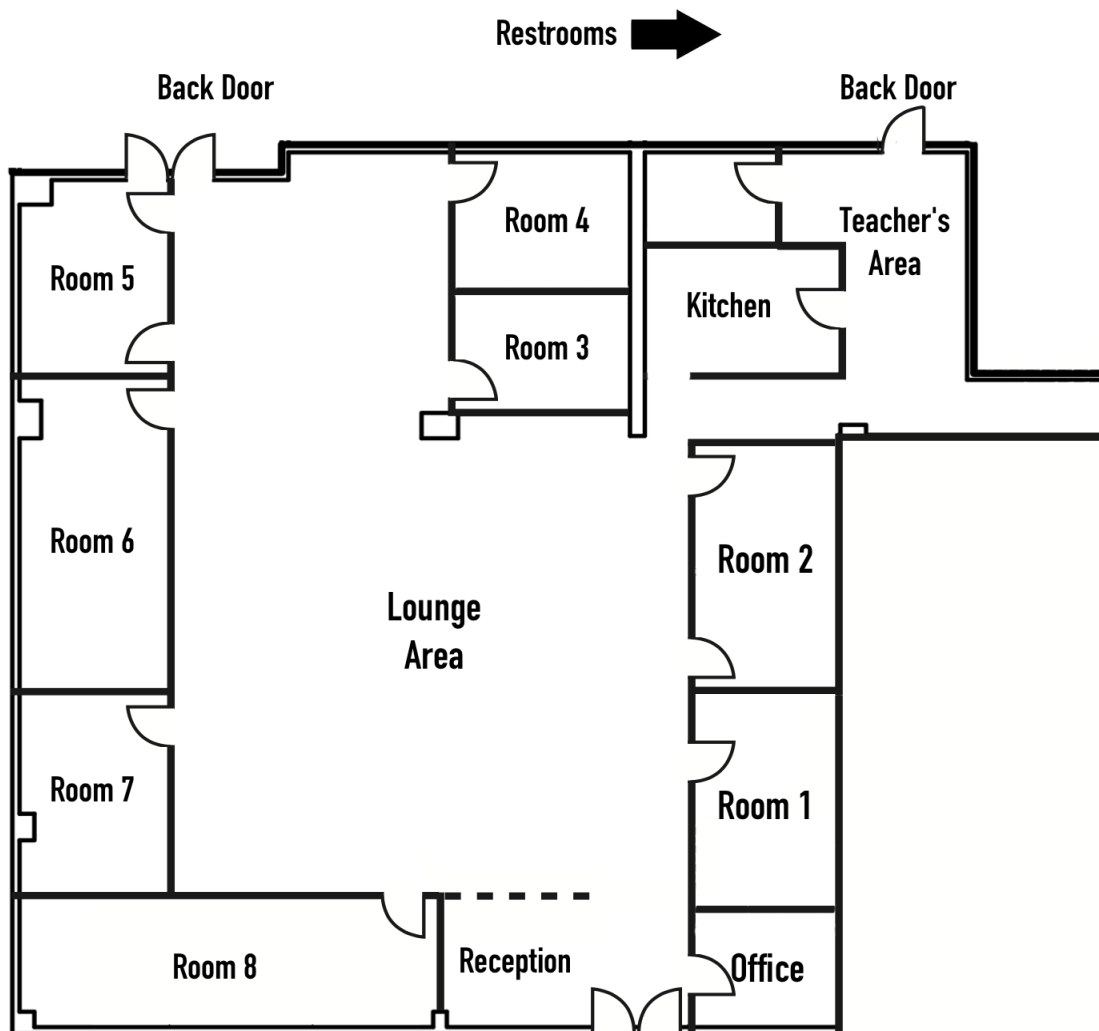 Restrooms
Back Door
Back Door
Room 4
Teacher's
Area
Room 5
Kitchen
Room 3
Room 6
Room 2
Lounge
Area
Room 7
Room 1
Room 8
Reception
Office